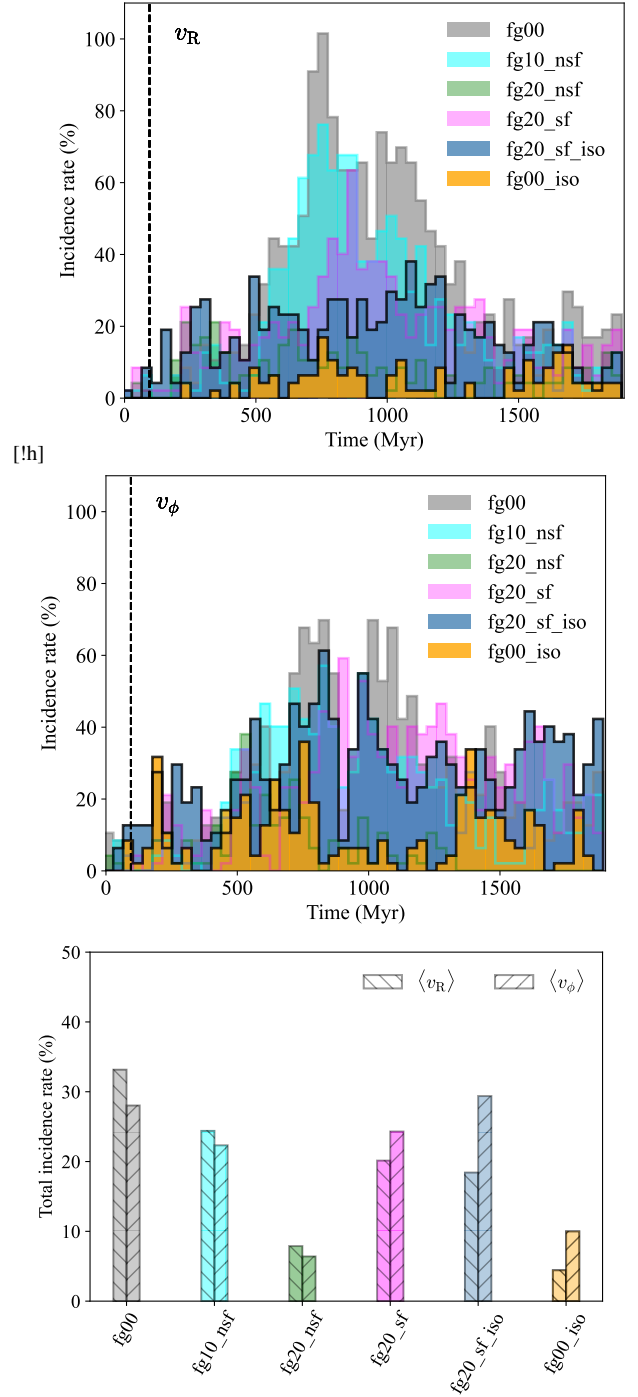 v_R
fg00
fg10_nsf
fg20_nsf
fg20_sf
fg20_sf_iso
fg00_iso
Incidence rate (%)
100
80
60
40
20
0
0 500 1000 1500
Time (Myr)
[!h]
v_ϕ
fg00
fg10_nsf
fg20_nsf
fg20_sf
fg20_sf_iso
fg00_iso
Incidence rate (%)
100
80
60
40
20
0
0 500 1000 1500
Time (Myr)
⟨v_R⟩ ⟨v_ϕ⟩
Total incidence rate (%)
50
40
30
20
10
0
fg00 fg10_nsf fg20_nsf fg20_sf fg20_sf_iso fg00_iso